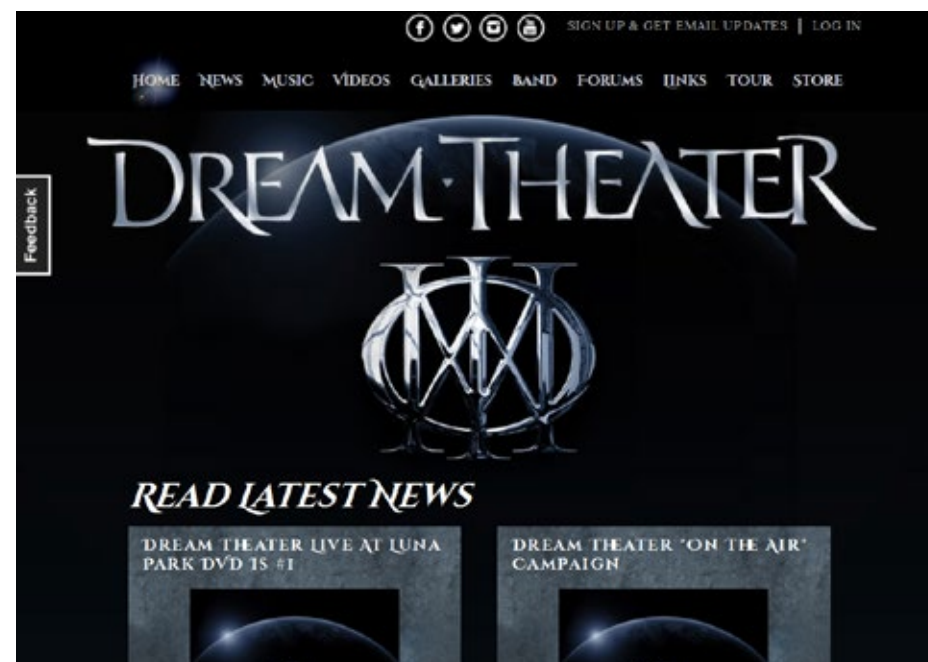 SIGN UP & GET EMAIL UPDATES | LOG IN
HOME NEWS MUSIC VIDEOS GALLERIES BAND FORUMS LINKS TOUR STORE
DREAM·THEATER
Feedback
READ LATEST NEWS
DREAM THEATER LIVE AT LUNA
PARK DVD IS #1
DREAM THEATER "ON THE AIR"
CAMPAIGN